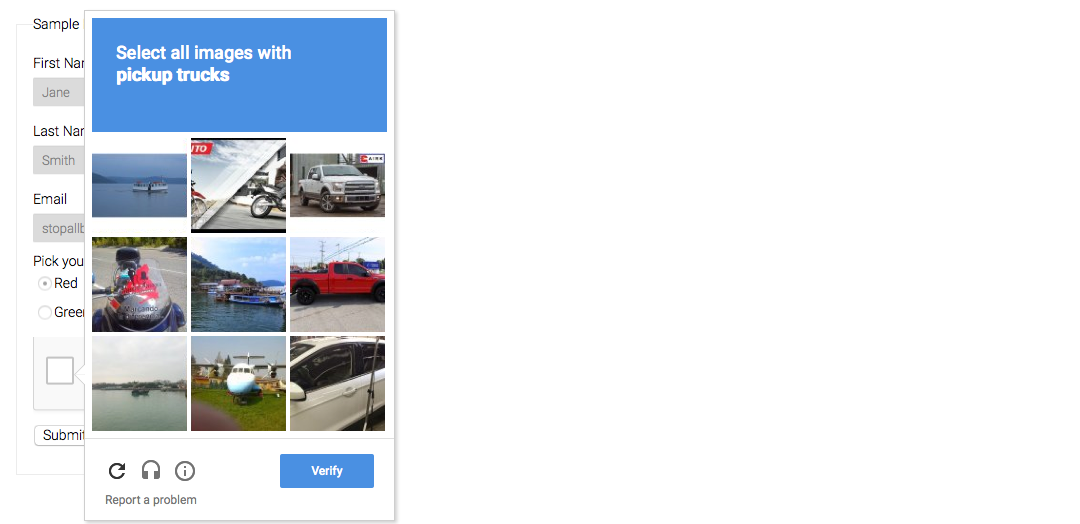 Sample
First Nar
Jane
Last Nar
Smith
Email
stopallb
Pick you
Red
Green
Submit
Select all images with
pickup trucks
Verify
Report a problem